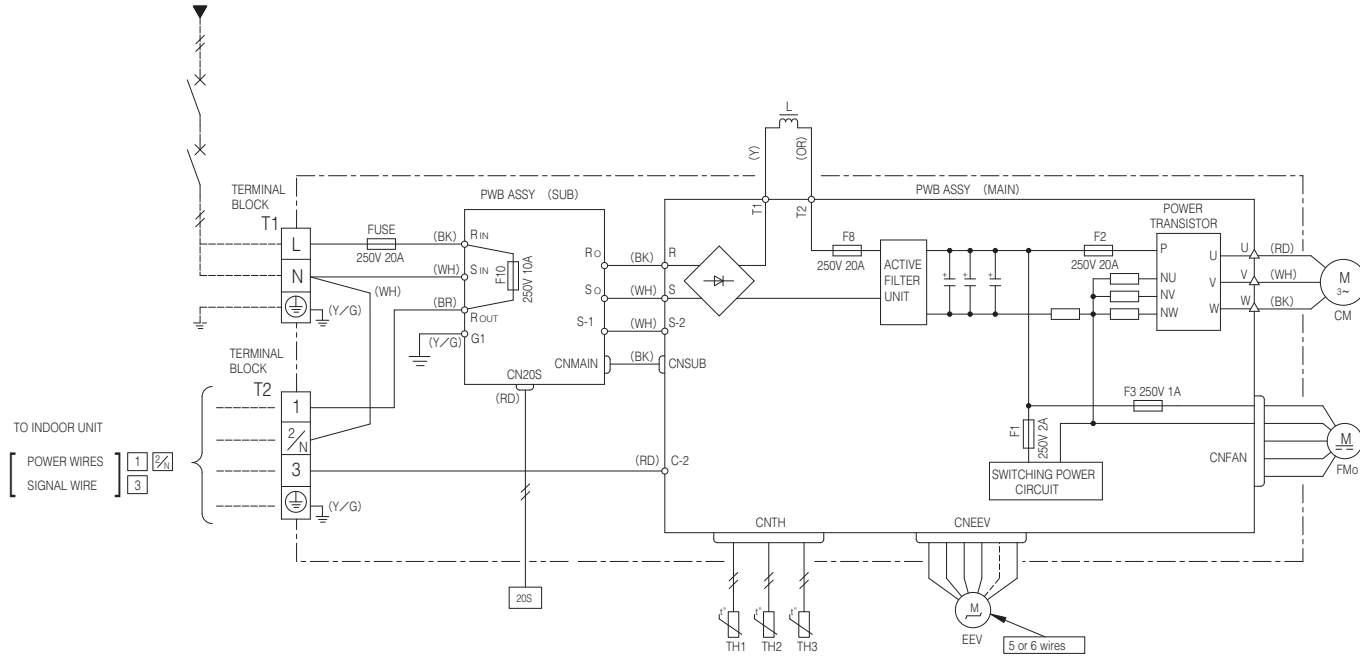 L
(Y)
(OR)
TERMINAL
BLOCK
T1
PWB ASSY (SUB)
T1
T2
PWB ASSY (MAIN)
POWER
TRANSISTOR
L
FUSE
250V 20A
(BK)
RIN
F8
250V 20A
F2
250V 20A
P
U
U
(RD)
N
(WH)
SIN
F10
250V 10A
RO
(BK)
R
ACTIVE
FILTER
UNIT
+
+
+
NU
V
V
(WH)
M
3~
CM
(WH)
(BR)
ROUT
SO
(WH)
S
NV
NW
W
W
(BK)
(Y/G)
(Y/G)
G1
S-1
(WH)
S-2
TERMINAL
BLOCK
T2
CNMAIN
(BK)
CNSUB
CN20S
(RD)
F3 250V 1A
1
F1
250V 2A
M
FMo
CNFAN
TO INDOOR UNIT
2/N
POWER WIRES
1
2/N
3
(RD)
C-2
SWITCHING POWER
CIRCUIT
SIGNAL WIRE
3
(Y/G)
CNTH
CNEEV
20S
t°
t°
t°
M
TH1
TH2
TH3
EEV
5 or 6 wires